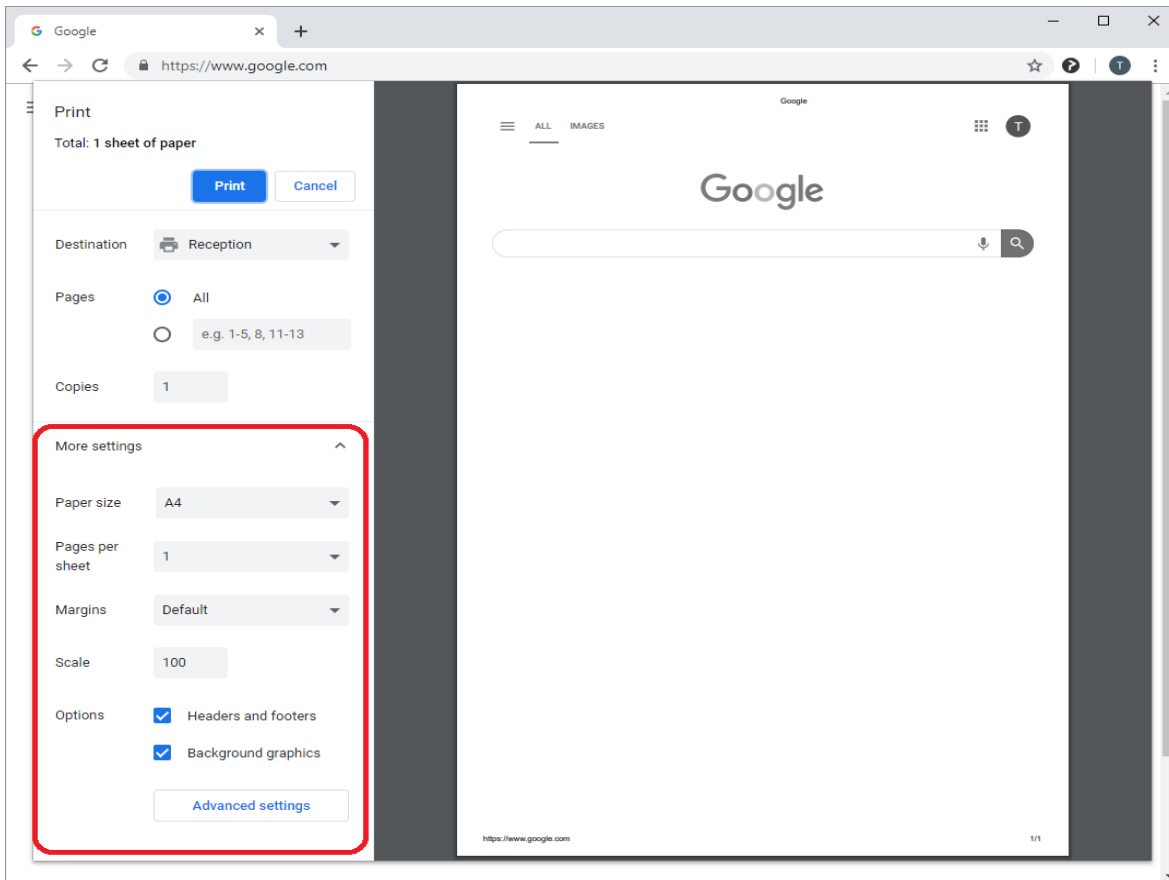 Google
https://www.google.com
T
Print
Total: 1 sheet of paper
Print Cancel
Destination Reception
Pages All
e.g. 1-5, 8, 11-13
Copies 1
More settings
Paper size A4
Pages per
sheet
1
Margins Default
Scale 100
Options Headers and footers
Background graphics
Advanced settings
Google
ALL IMAGES T
Google
https://www.google.com 1/1